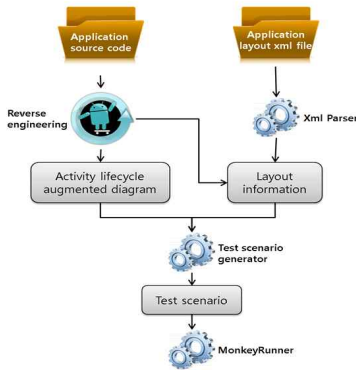 Application
source code
Application
layout xml file
Reverse
engineering
Xml Parser
Activity lifecycle
augmented diagram
Layout
information
Test scenario
generator
Test scenario
MonkeyRunner